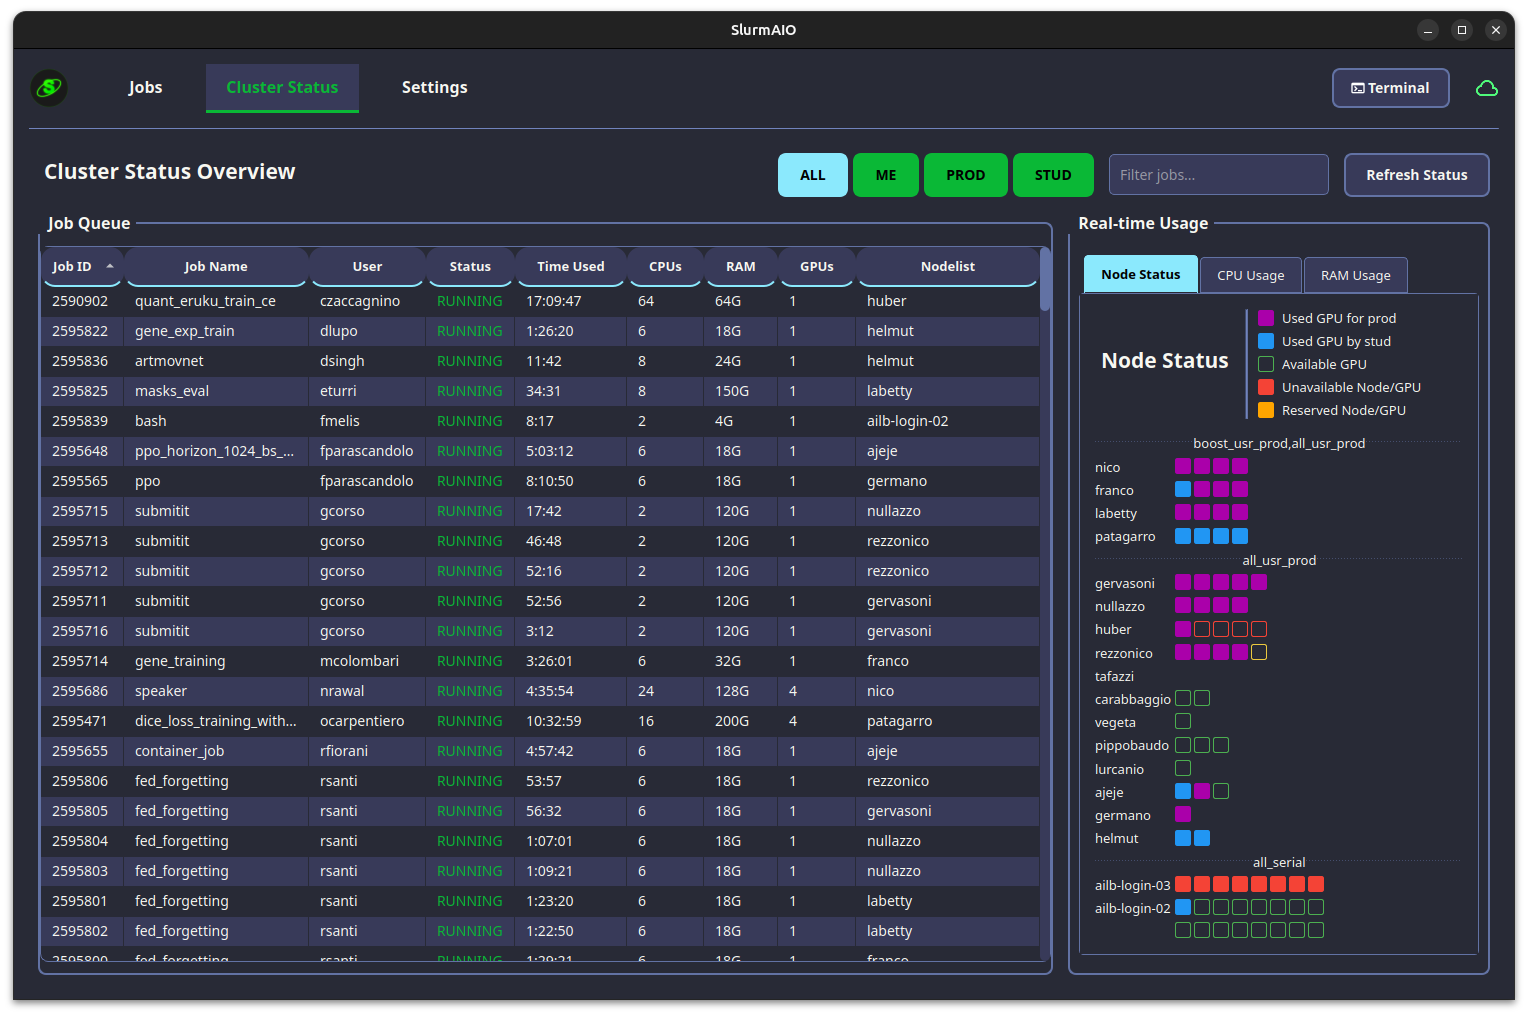 SlurmAIO
Jobs
Cluster Status
Settings
Terminal
Cluster Status Overview
ALL
ME
PROD
STUD
Filter jobs...
Refresh Status
Job Queue
Job ID Job Name User Status Time Used CPUs RAM GPUs Nodelist
2590902 quant_eruku_train_ce czaccagnino RUNNING 17:09:47 64 64G 1 huber
2595822 gene_exp_train dlupo RUNNING 1:26:20 6 18G 1 helmut
2595836 artmovnet dsingh RUNNING 11:42 8 24G 1 helmut
2595825 masks_eval eturri RUNNING 34:31 8 150G 1 labetty
2595839 bash fmelis RUNNING 8:17 2 4G 1 ailb-login-02
2595648 ppo_horizon_1024_bs_... fparascandolo RUNNING 5:03:12 6 18G 1 ajeje
2595565 ppo fparascandolo RUNNING 8:10:50 6 18G 1 germano
2595715 submitit gcorso RUNNING 17:42 2 120G 1 nullazzo
2595713 submitit gcorso RUNNING 46:48 2 120G 1 rezzonico
2595712 submitit gcorso RUNNING 52:16 2 120G 1 rezzonico
2595711 submitit gcorso RUNNING 52:56 2 120G 1 gervasoni
2595716 submitit gcorso RUNNING 3:12 2 120G 1 gervasoni
2595714 gene_training mcolombari RUNNING 3:26:01 6 32G 1 franco
2595686 speaker nrawal RUNNING 4:35:54 24 128G 4 nico
2595471 dice_loss_training_with... ocarpentiero RUNNING 10:32:59 16 200G 4 patagarro
2595655 container_job rfiorani RUNNING 4:57:42 6 18G 1 ajeje
2595806 fed_forgetting rsanti RUNNING 53:57 6 18G 1 rezzonico
2595805 fed_forgetting rsanti RUNNING 56:32 6 18G 1 gervasoni
2595804 fed_forgetting rsanti RUNNING 1:07:01 6 18G 1 nullazzo
2595803 fed_forgetting rsanti RUNNING 1:09:21 6 18G 1 nullazzo
2595801 fed_forgetting rsanti RUNNING 1:23:20 6 18G 1 labetty
2595802 fed_forgetting rsanti RUNNING 1:22:50 6 18G 1 labetty
2595800 fed_forgetting rsanti RUNNING 1:29:21 6 18G 1 franco
Real-time Usage
Node Status
CPU Usage
RAM Usage
Node Status
Used GPU for prod
Used GPU by stud
Available GPU
Unavailable Node/GPU
Reserved Node/GPU
boost_usr_prod,all_usr_prod
nico
franco
labetty
patagarro
all_usr_prod
gervasoni
nullazzo
huber
rezzonico
tafazzi
carabbaggio
vegeta
pippobaudo
lurcanio
ajeje
germano
helmut
all_serial
ailb-login-03
ailb-login-02